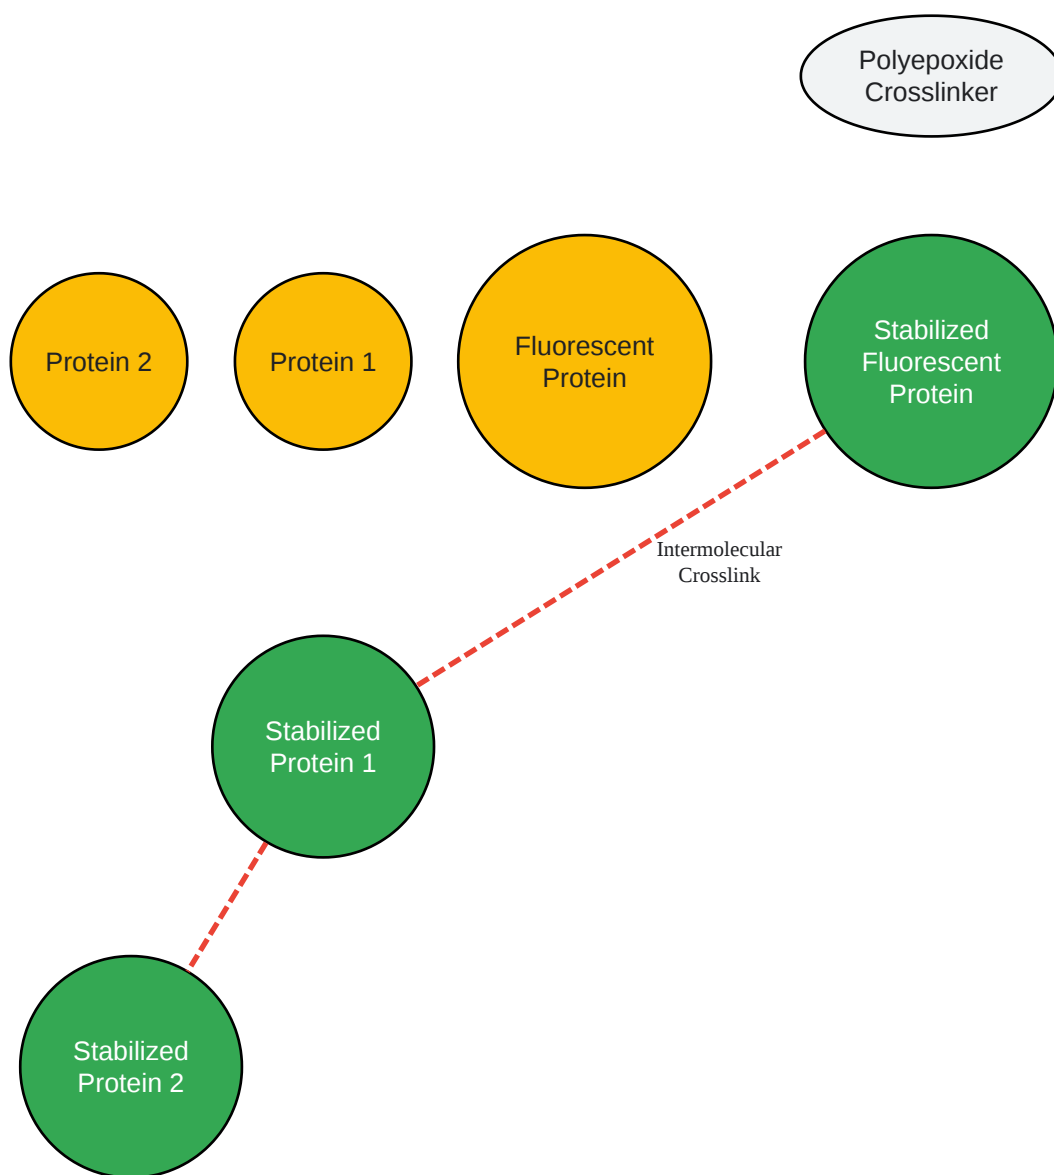 Polyepoxide
Crosslinker
Protein 2
Protein 1
Fluorescent
Protein
Stabilized
Fluorescent
Protein
Intermolecular
Crosslink
Stabilized
Protein 1
Stabilized
Protein 2